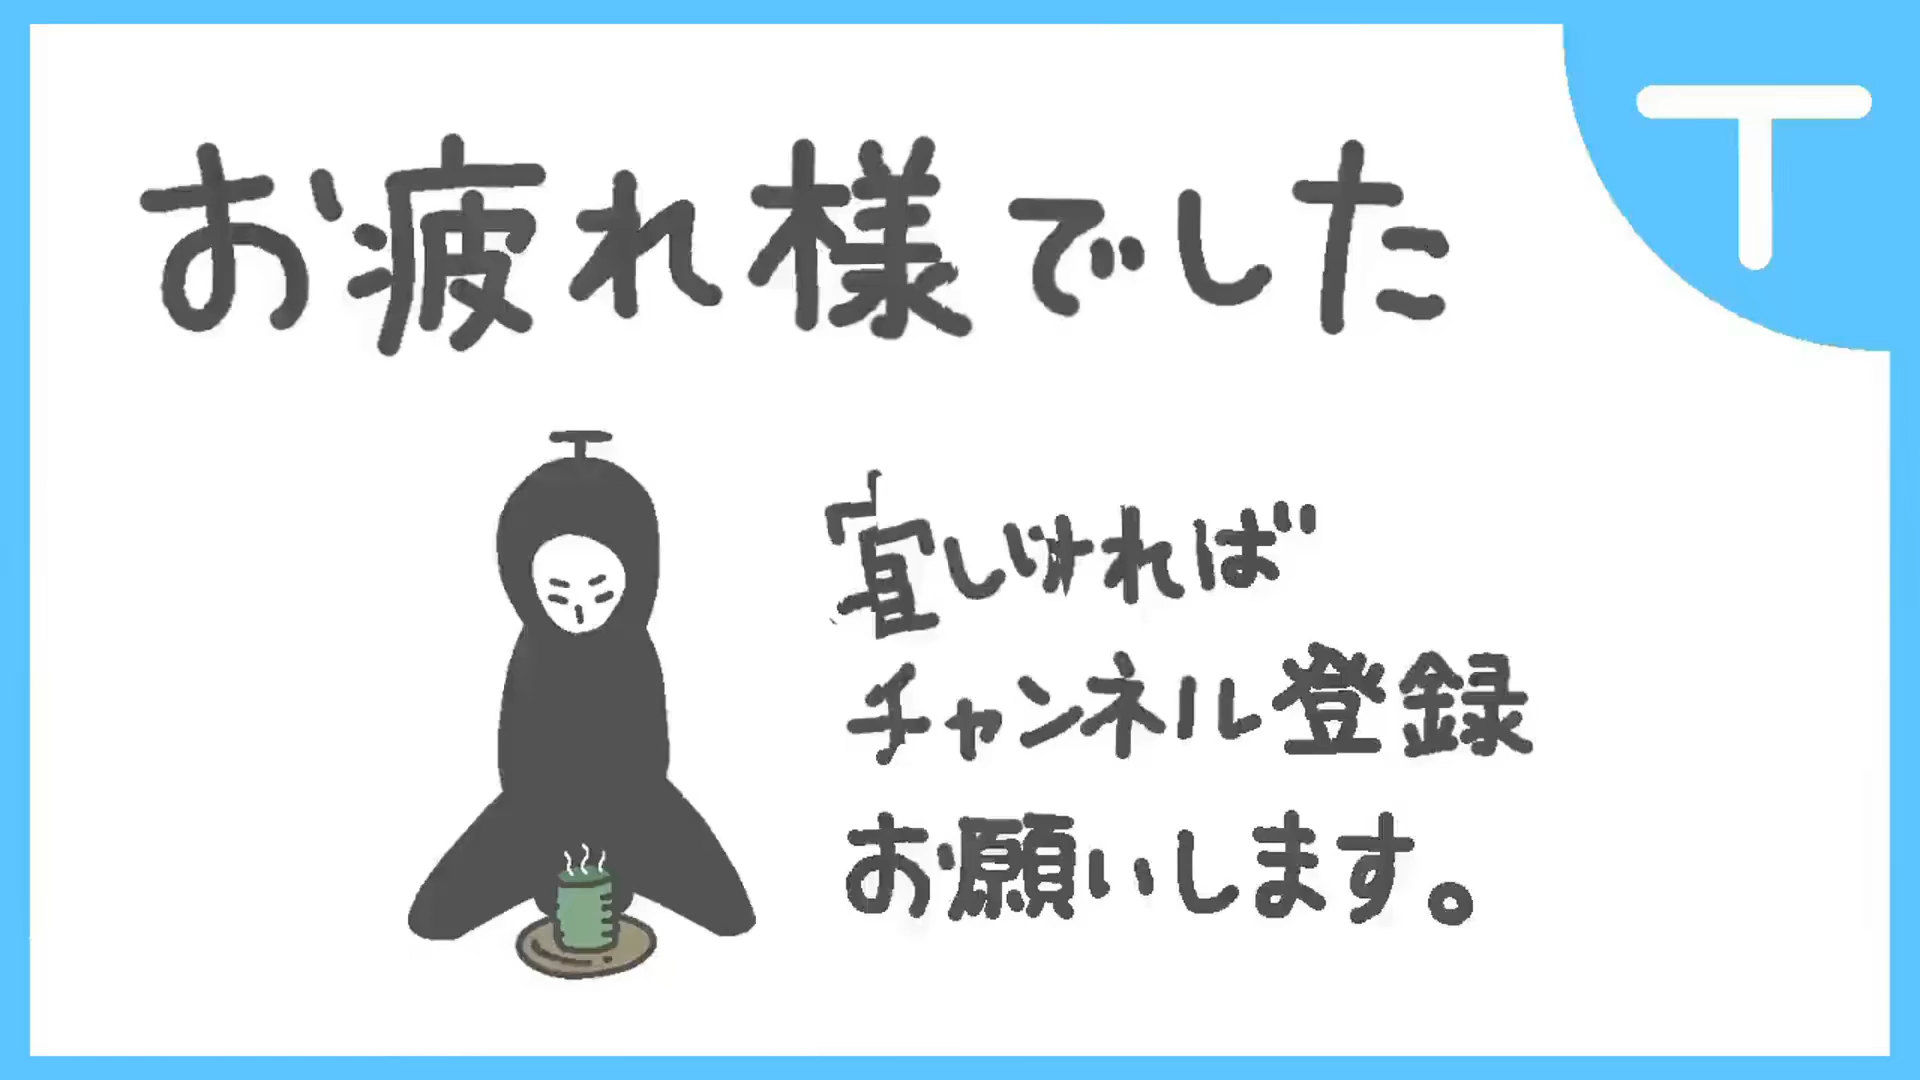 T
お疲れ様でした
宜しければ
チャンネル登録
お願いします。